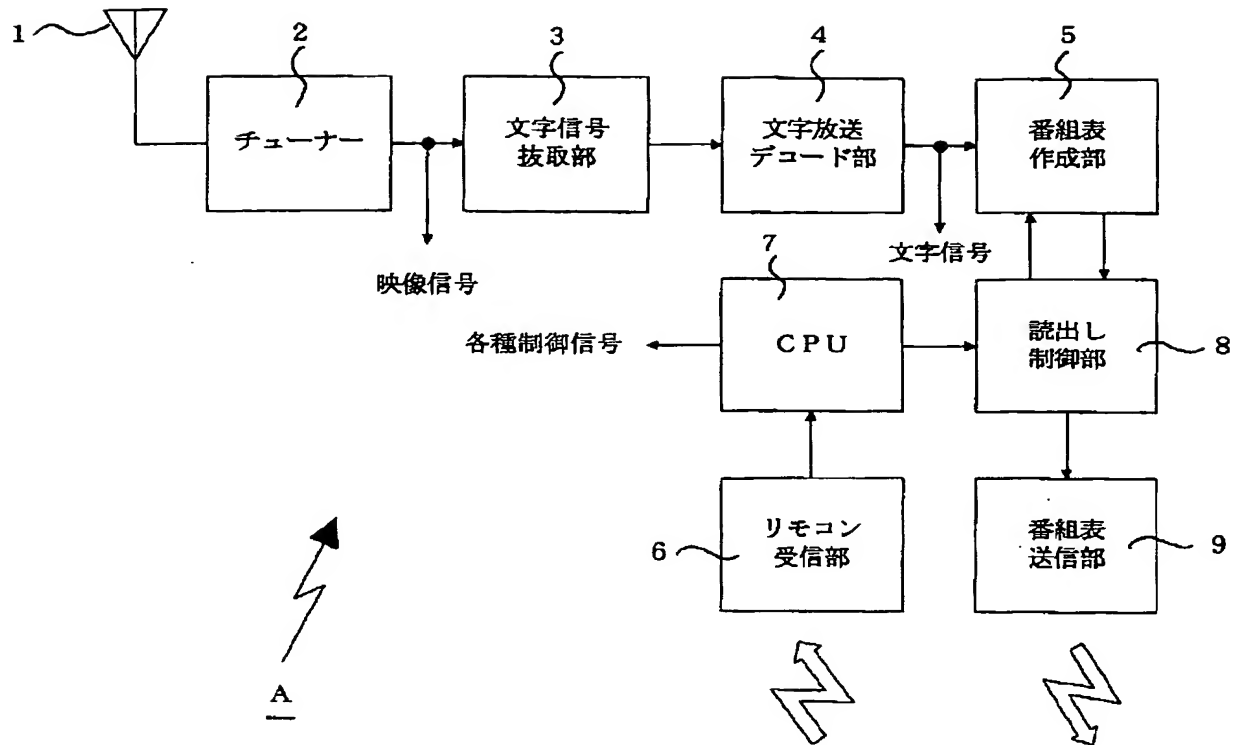 1
2
3
4
5
チューナー
文字信号
抜取部
文字放送
デコード部
番組表
作成部
映像信号
文字信号
7
各種制御信号
CPU
読出し
制御部
8
6
リモコン
受信部
番組表
送信部
9
A